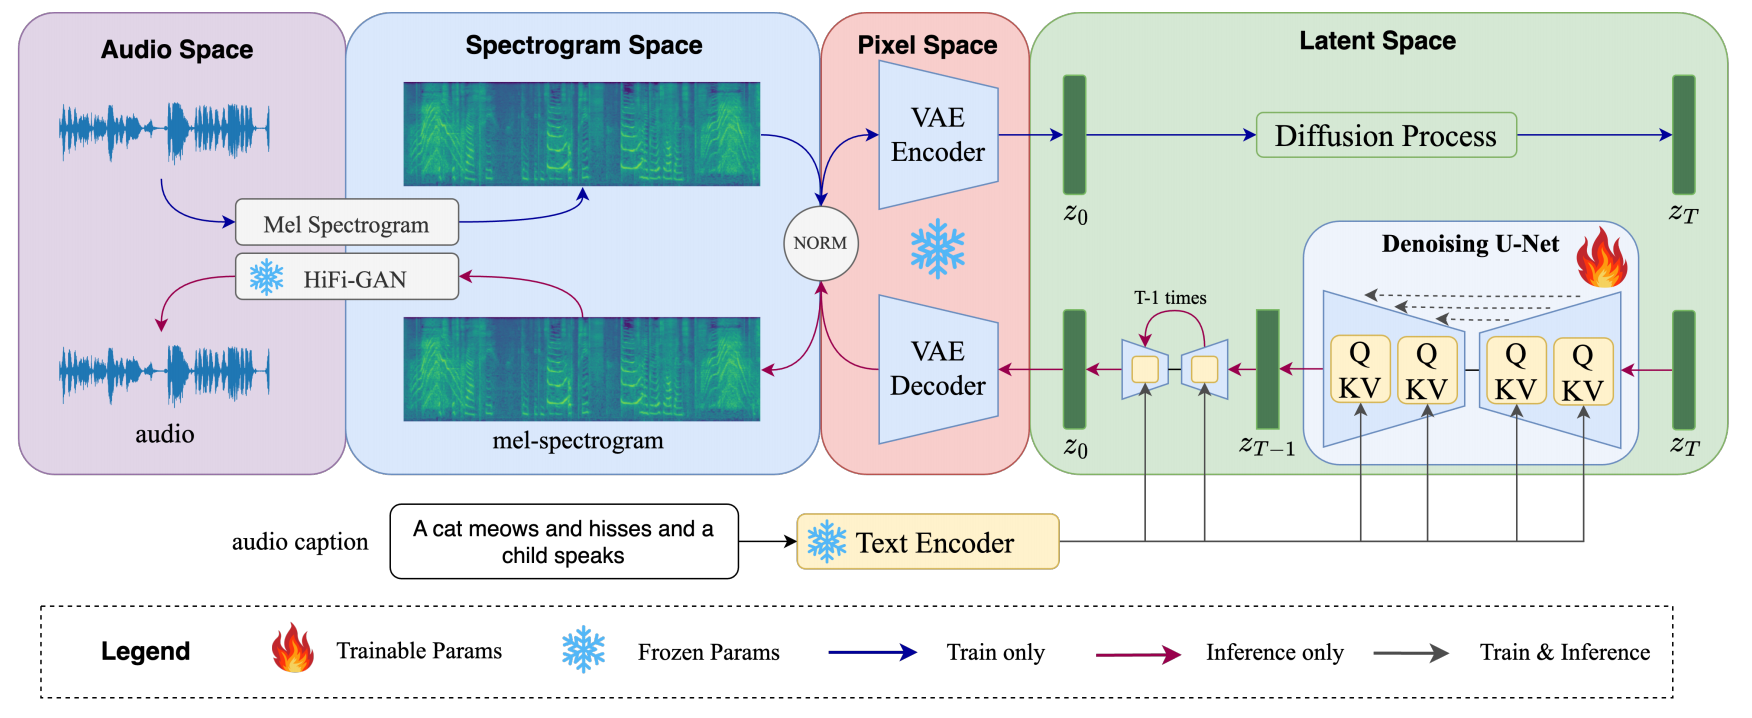 Audio Space
Spectrogram Space
Pixel Space
Latent Space
VAE
Encoder
Diffusion Process
z_0
z_T
Mel Spectrogram
NORM
HiFi-GAN
Denoising U-Net
T-1 times
VAE
Decoder
Q
KV
Q
KV
Q
KV
Q
KV
audio
mel-spectrogram
z_0
z_{T-1}
z_T
audio caption
A cat meows and hisses and a
child speaks
Text Encoder
Legend
Trainable Params
Frozen Params
Train only
Inference only
Train & Inference